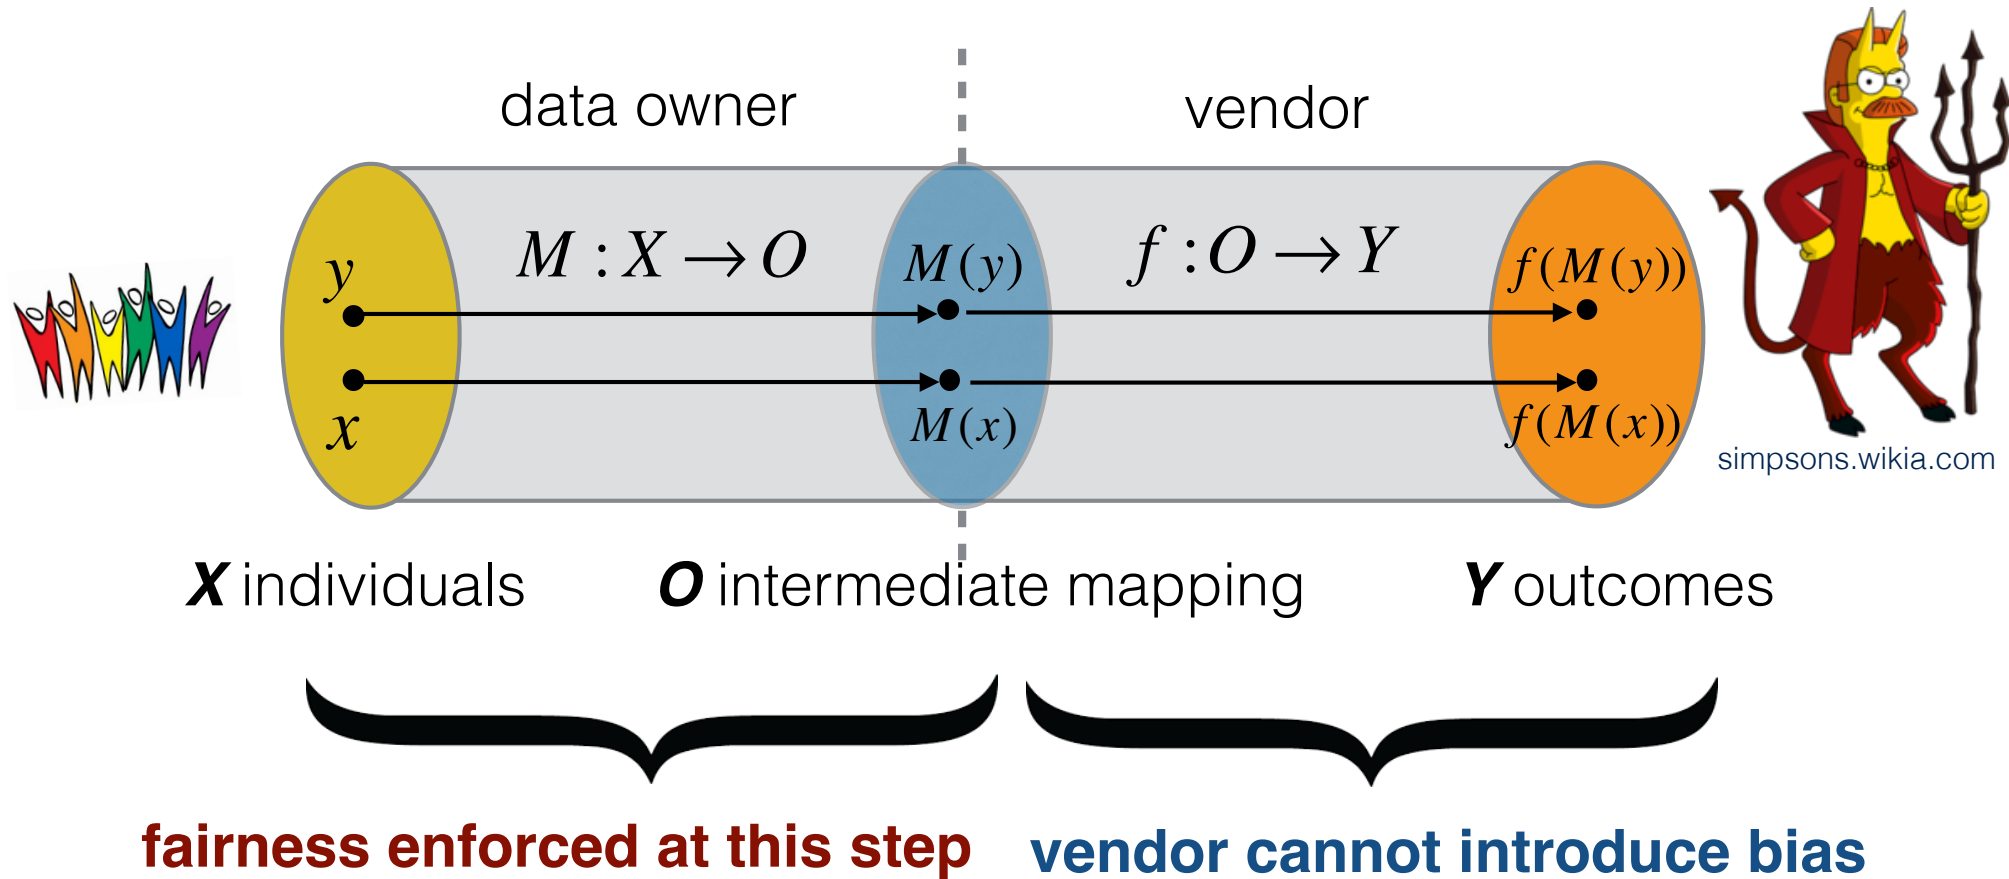 data owner
vendor
M : X → O
f : O → Y
y
M(y)
f(M(y))
x
M(x)
f(M(x))
simpsons.wikia.com
X individuals
O intermediate mapping
Y outcomes
fairness enforced at this step
vendor cannot introduce bias